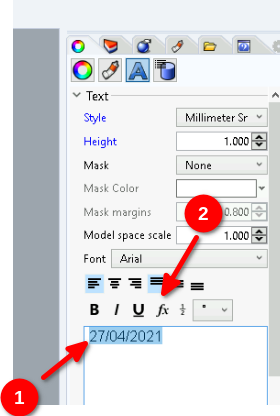 Text
Style Millimeter Sr
Height 1.000
Mask None
Mask Color
Mask margins 0.800
2
Model space scale 1.000
Font Arial
B I U fx ½ °
27/04/2021
1